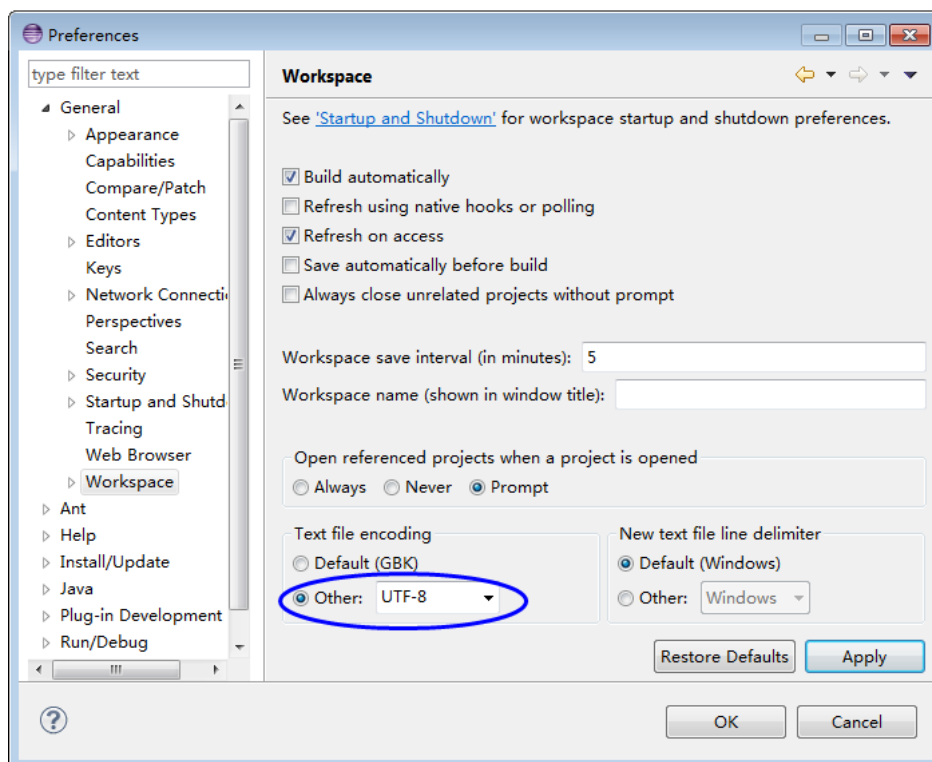 Preferences
type filter text
General
Appearance
Capabilities
Compare/Patch
Content Types
Editors
Keys
Network Connecti
Perspectives
Search
Security
Startup and Shutd
Tracing
Web Browser
Workspace
Ant
Help
Install/Update
Java
Plug-in Development
Run/Debug
Workspace
See 'Startup and Shutdown' for workspace startup and shutdown preferences.
Build automatically
Refresh using native hooks or polling
Refresh on access
Save automatically before build
Always close unrelated projects without prompt
Workspace save interval (in minutes): 5
Workspace name (shown in window title):
Open referenced projects when a project is opened
Always Never Prompt
Text file encoding
Default (GBK)
Other: UTF-8
New text file line delimiter
Default (Windows)
Other: Windows
Restore Defaults Apply
OK Cancel